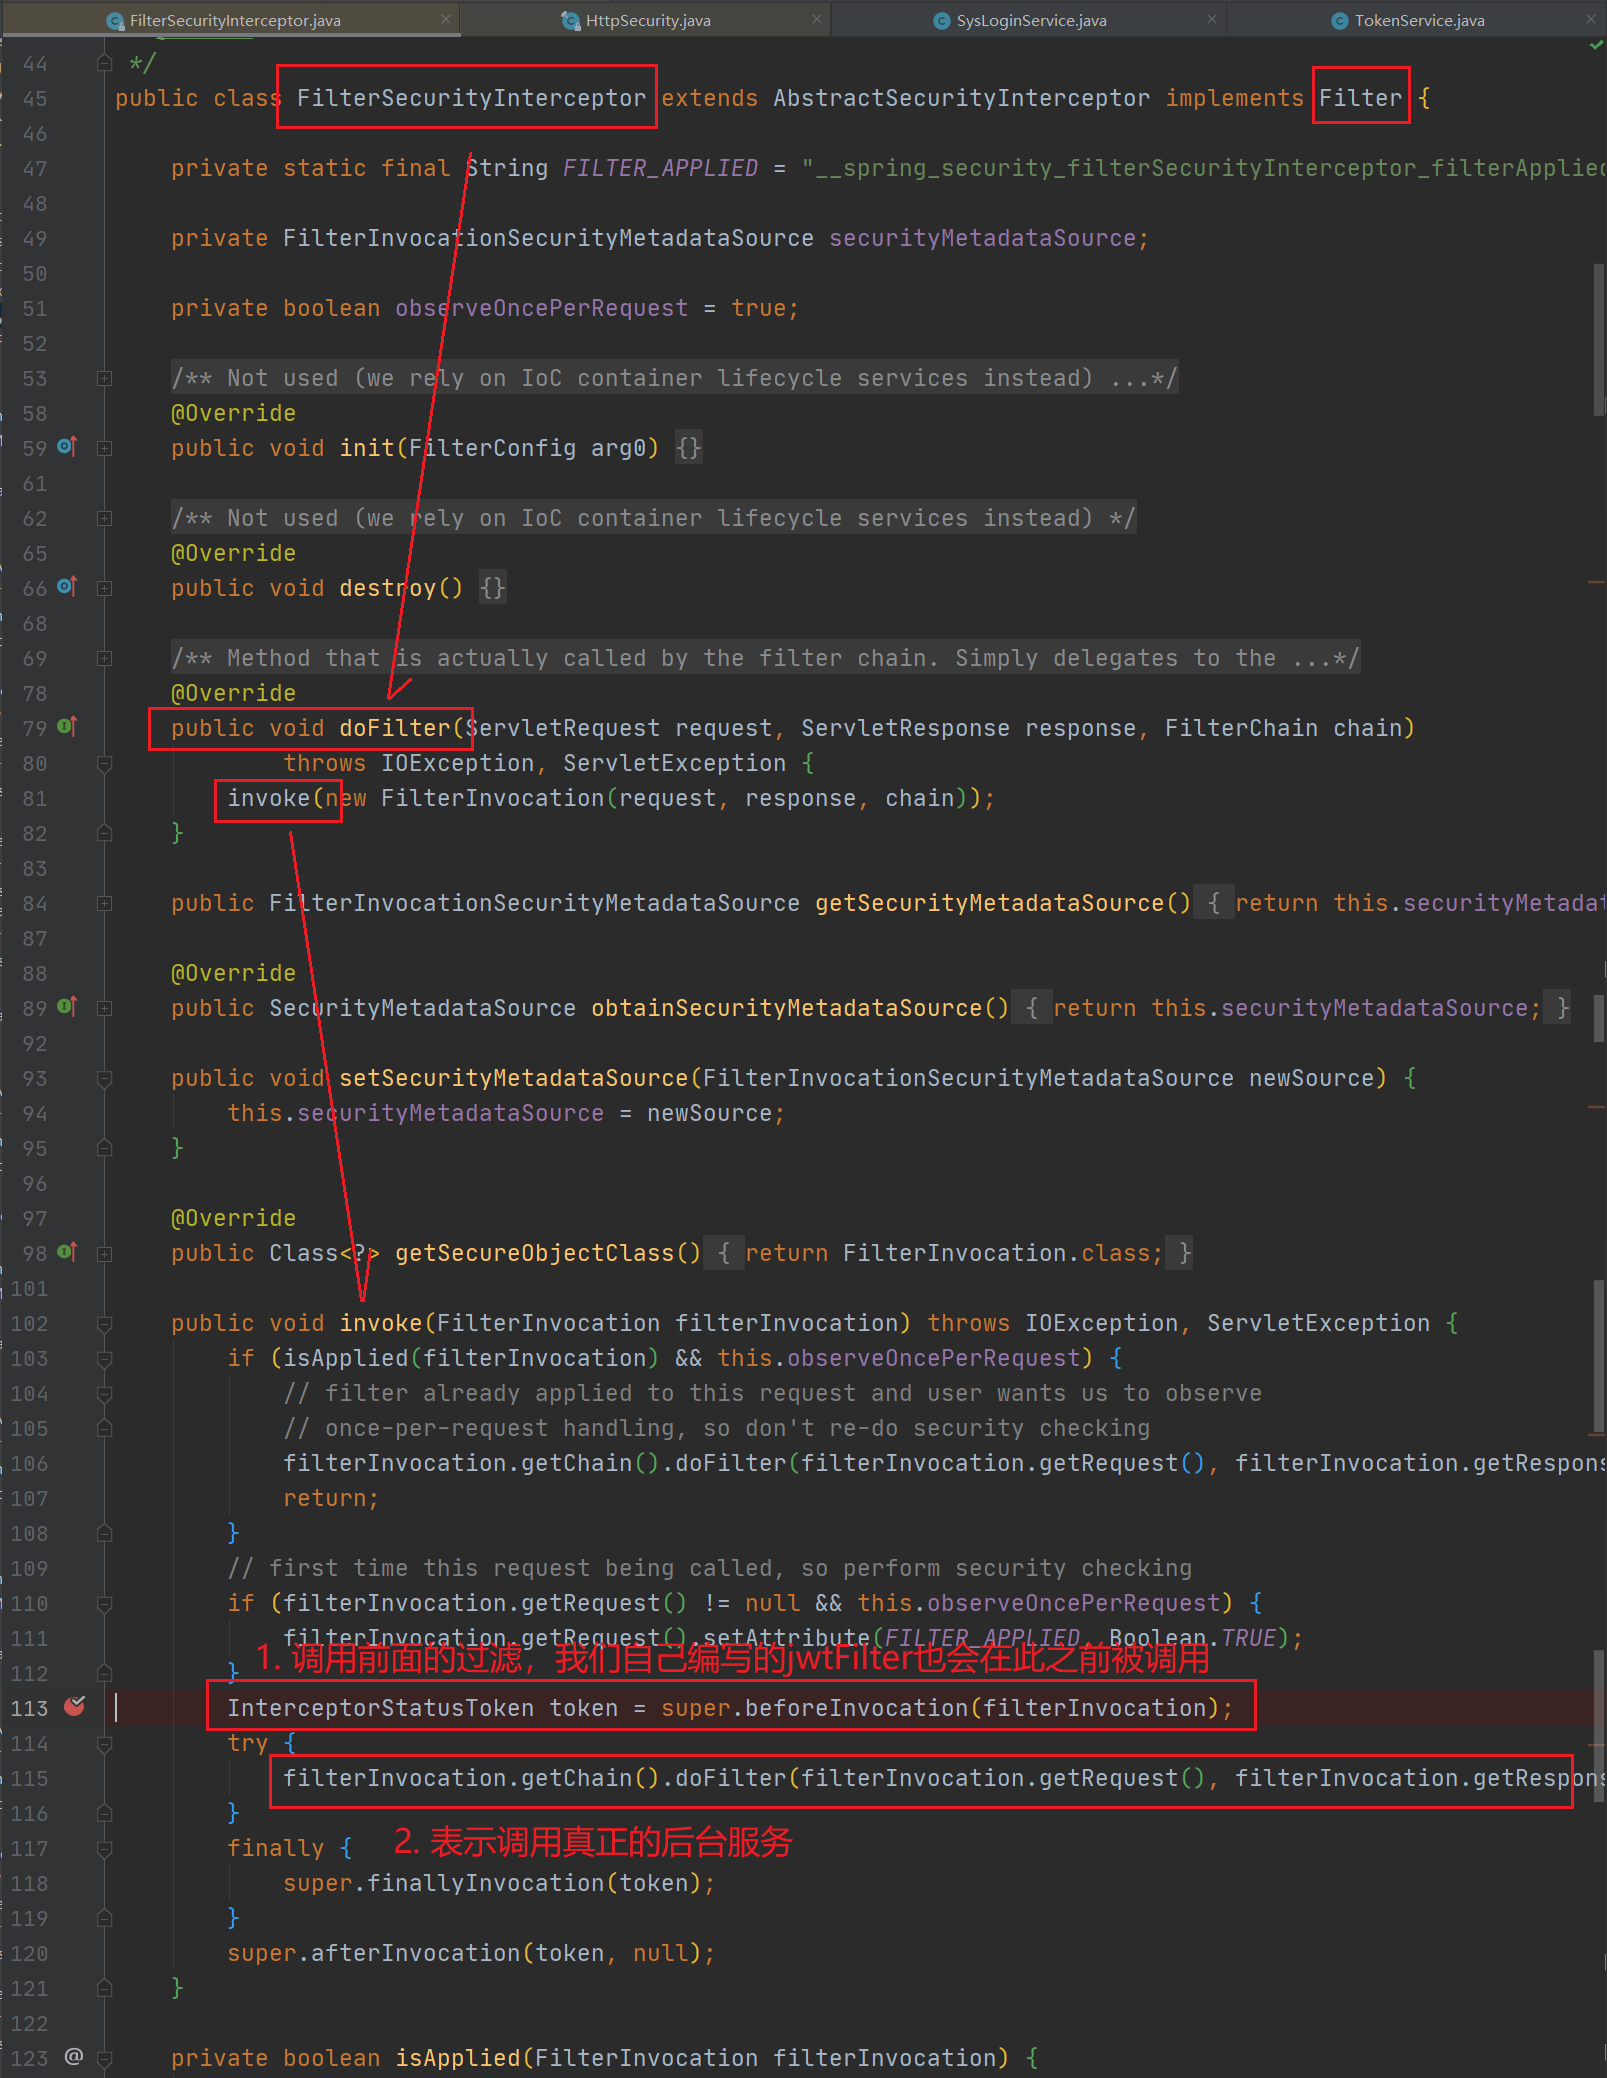 FilterSecurityInterceptor.java HttpSecurity.java SysLoginService.java TokenService.java
44 */
45 public class FilterSecurityInterceptor extends AbstractSecurityInterceptor implements Filter {
46
47 private static final String FILTER_APPLIED = "__spring_security_filterSecurityInterceptor_filterApplied
48
49 private FilterInvocationSecurityMetadataSource securityMetadataSource;
50
51 private boolean observeOncePerRequest = true;
52
53 /** Not used (we rely on IoC container lifecycle services instead) ...*/
58 @Override
59 public void init(FilterConfig arg0) {}
61
62 /** Not used (we rely on IoC container lifecycle services instead) */
65 @Override
66 public void destroy() {}
68
69 /** Method that is actually called by the filter chain. Simply delegates to the ...*/
78 @Override
79 public void doFilter(ServletRequest request, ServletResponse response, FilterChain chain)
80 throws IOException, ServletException {
81 invoke(new FilterInvocation(request, response, chain));
82 }
83
84 public FilterInvocationSecurityMetadataSource getSecurityMetadataSource() { return this.securityMetadat
87
88 @Override
89 public SecurityMetadataSource obtainSecurityMetadataSource() { return this.securityMetadataSource; }
92
93 public void setSecurityMetadataSource(FilterInvocationSecurityMetadataSource newSource) {
94 this.securityMetadataSource = newSource;
95 }
96
97 @Override
98 public Class<?> getSecureObjectClass() { return FilterInvocation.class; }
101
102 public void invoke(FilterInvocation filterInvocation) throws IOException, ServletException {
103 if (isApplied(filterInvocation) && this.observeOncePerRequest) {
104 // filter already applied to this request and user wants us to observe
105 // once-per-request handling, so don't re-do security checking
106 filterInvocation.getChain().doFilter(filterInvocation.getRequest(), filterInvocation.getRespons
107 return;
108 }
109 // first time this request being called, so perform security checking
110 if (filterInvocation.getRequest() != null && this.observeOncePerRequest) {
111 filterInvocation.getRequest().setAttribute(FILTER_APPLIED, Boolean.TRUE);
1. 调用前面的过滤，我们自己编写的jwtFilter也会在此之前被调用
112 }
113 InterceptorStatusToken token = super.beforeInvocation(filterInvocation);
114 try {
115 filterInvocation.getChain().doFilter(filterInvocation.getRequest(), filterInvocation.getRespons
116 }
117 finally {
2. 表示调用真正的后台服务
118 super.finallyInvocation(token);
119 }
120 super.afterInvocation(token, null);
121 }
122
123 @ private boolean isApplied(FilterInvocation filterInvocation) {